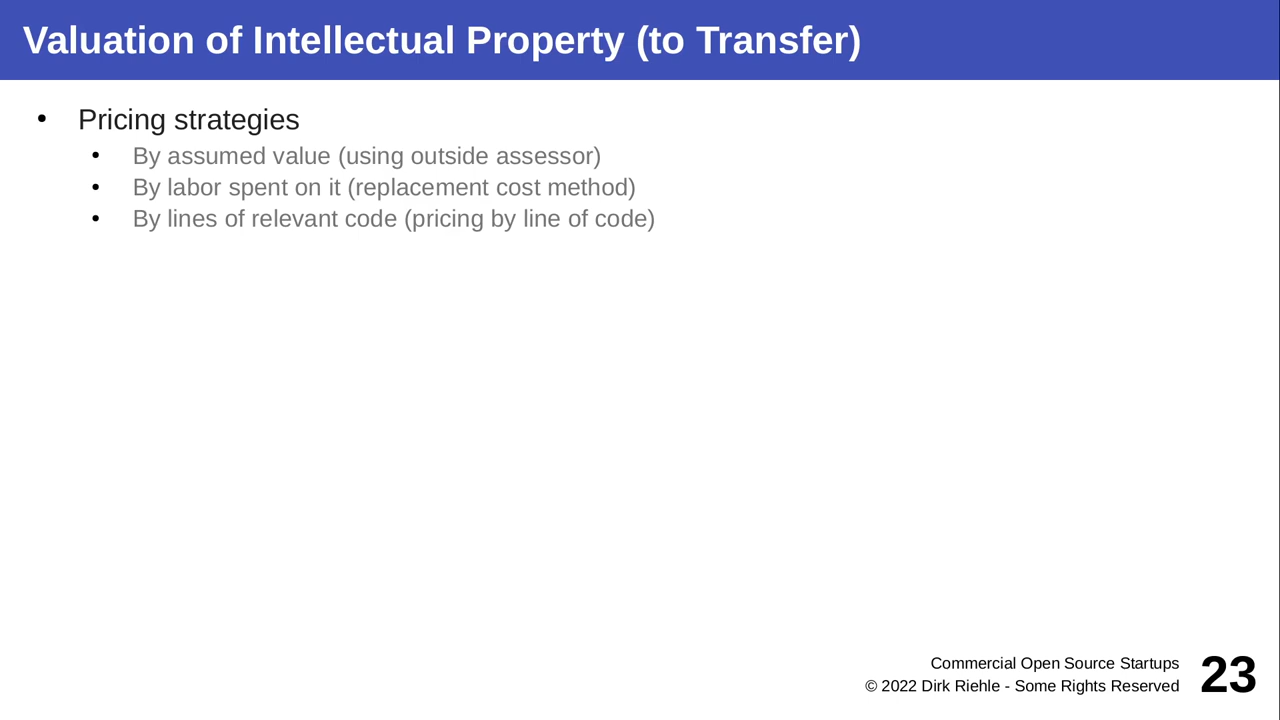 Valuation of Intellectual Property (to Transfer)
• Pricing strategies
• By assumed value (using outside assessor)
• By labor spent on it (replacement cost method)
• By lines of relevant code (pricing by line of code)
Commercial Open Source Startups
© 2022 Dirk Riehle - Some Rights Reserved
23